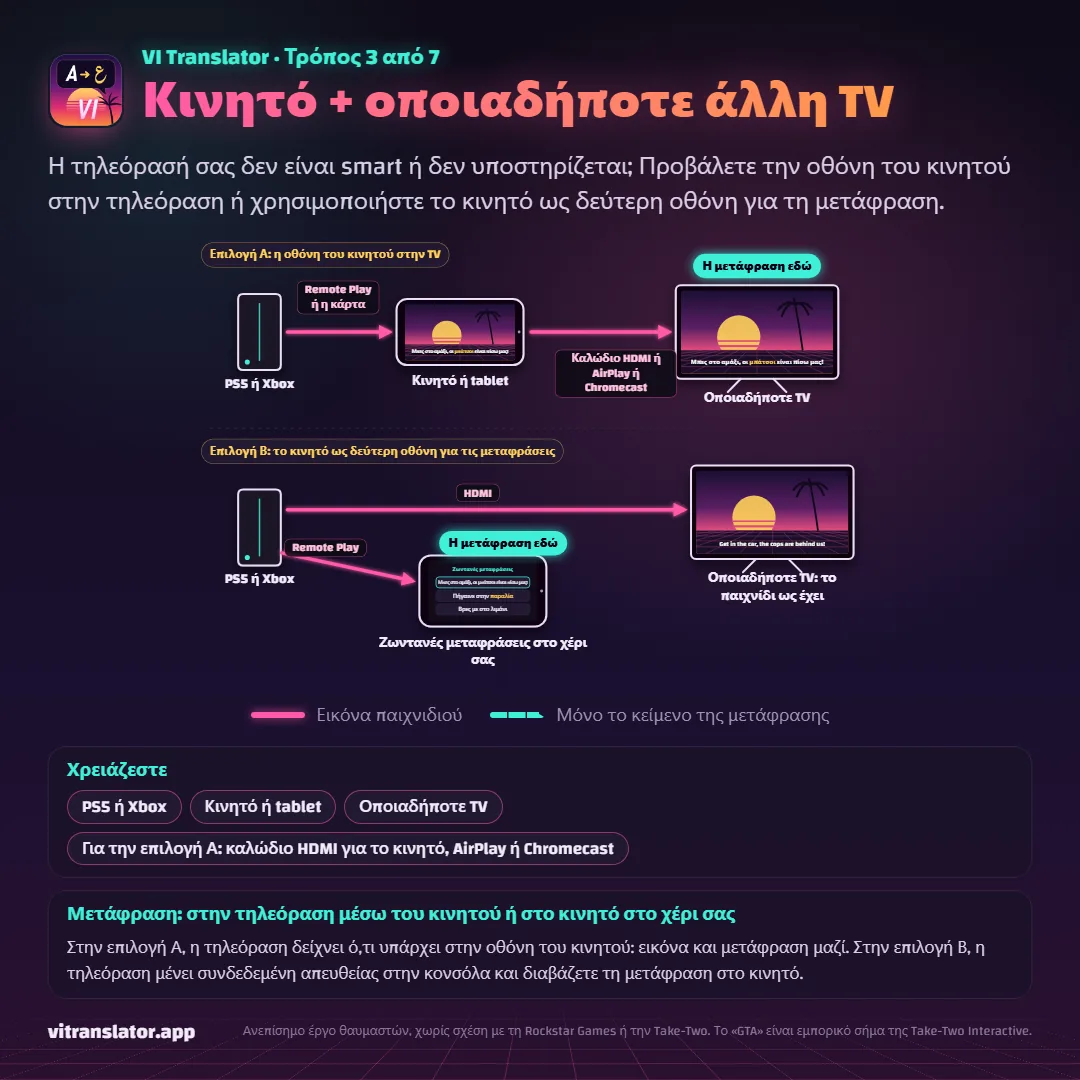 VI Translator · Τρόπος 3 από 7
A→ع
VI
Κινητό + οποιαδήποτε άλλη TV
Η τηλεόρασή σας δεν είναι smart ή δεν υποστηρίζεται; Προβάλετε την οθόνη του κινητού
στην τηλεόραση ή χρησιμοποιήστε το κινητό ως δεύτερη οθόνη για τη μετάφραση.
Επιλογή Α: η οθόνη του κινητού στην TV
Η μετάφραση εδώ
Remote Play
ή η κάρτα
Μπες στο αμάξι, οι μπάτσοι είναι πίσω μας!
Μπες στο αμάξι, οι μπάτσοι είναι πίσω μας!
Καλώδιο HDMI ή
AirPlay ή
Chromecast
PS5 ή Xbox
Κινητό ή tablet
Οποιαδήποτε TV
Επιλογή Β: το κινητό ως δεύτερη οθόνη για τις μεταφράσεις
HDMI
Get in the car, the cops are behind us!
Remote Play
Η μετάφραση εδώ
Ζωντανές μεταφράσεις
Μπες στο αμάξι, οι μπάτσοι είναι πίσω μας!
Πήγαινε στην παραλία
Βρες με στο λιμάνι
PS5 ή Xbox
Οποιαδήποτε TV: το
παιχνίδι ως έχει
Ζωντανές μεταφράσεις στο χέρι
σας
Εικόνα παιχνιδιού
Μόνο το κείμενο της μετάφρασης
Χρειάζεστε
PS5 ή Xbox
Κινητό ή tablet
Οποιαδήποτε TV
Για την επιλογή Α: καλώδιο HDMI για το κινητό, AirPlay ή Chromecast
Μετάφραση: στην τηλεόραση μέσω του κινητού ή στο κινητό στο χέρι σας
Στην επιλογή Α, η τηλεόραση δείχνει ό,τι υπάρχει στην οθόνη του κινητού: εικόνα και μετάφραση μαζί. Στην επιλογή Β, η
τηλεόραση μένει συνδεδεμένη απευθείας στην κονσόλα και διαβάζετε τη μετάφραση στο κινητό.
vitranslator.app
Ανεπίσημο έργο θαυμαστών, χωρίς σχέση με τη Rockstar Games ή την Take-Two. Το «GTA» είναι εμπορικό σήμα της Take-Two Interactive.